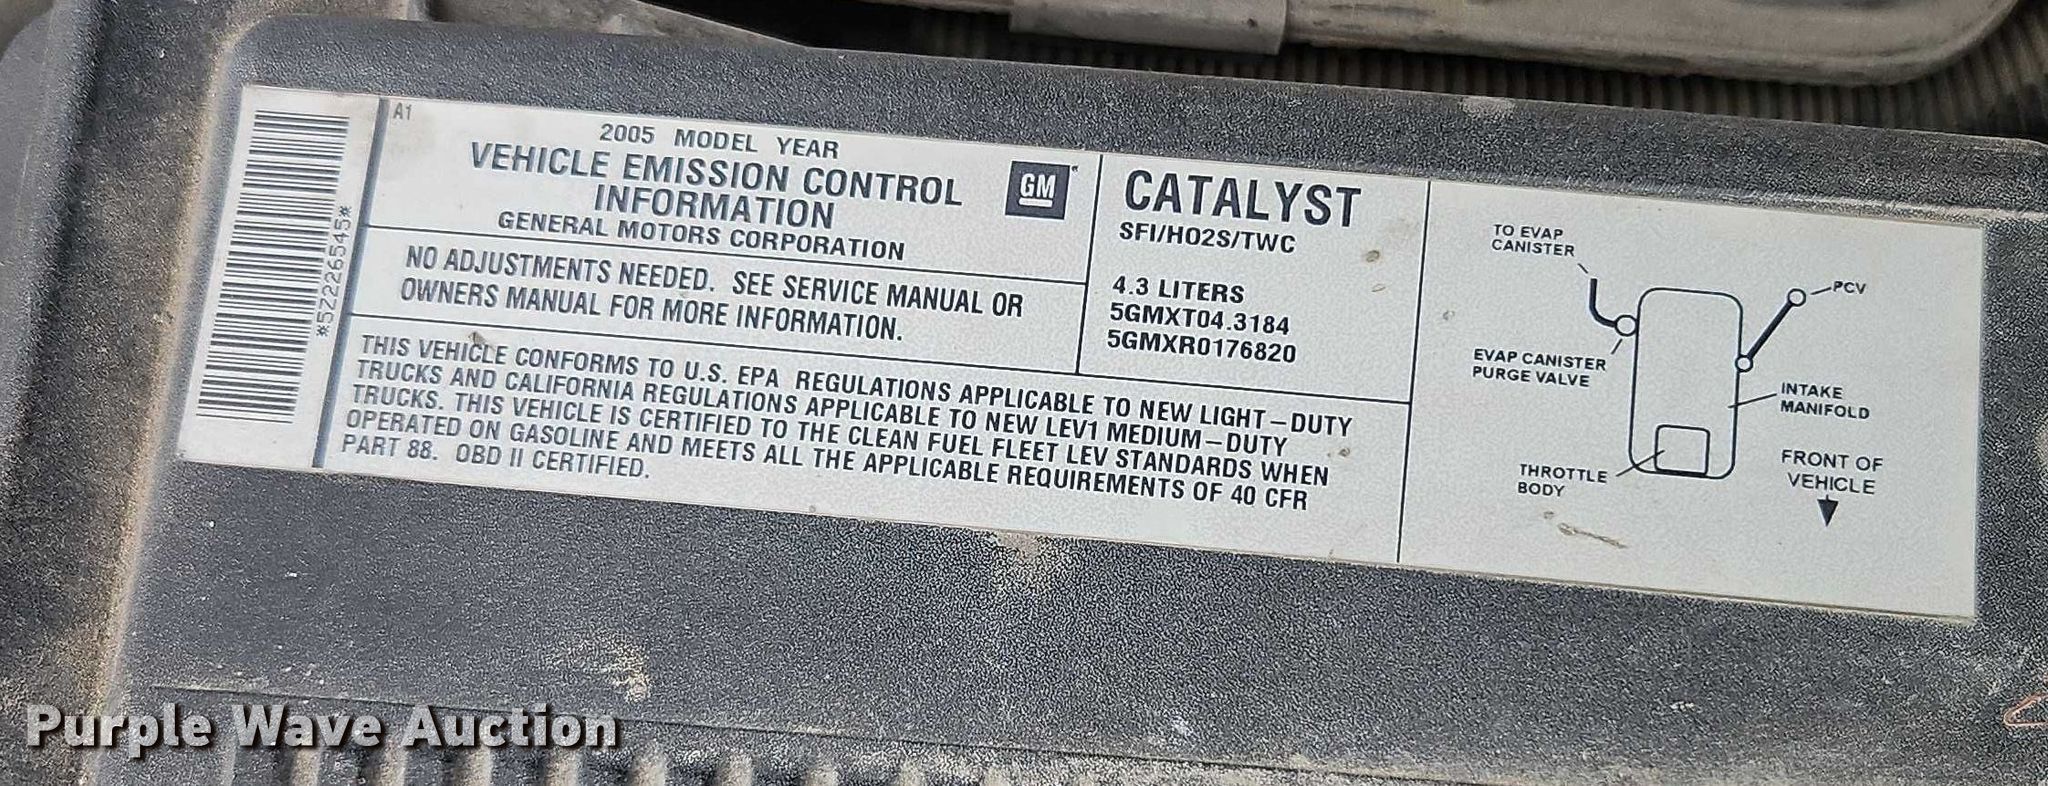 A1
2005 MODEL YEAR
VEHICLE EMISSION CONTROL
INFORMATION
GENERAL MOTORS CORPORATION
GM
NO ADJUSTMENTS NEEDED. SEE SERVICE MANUAL OR
OWNERS MANUAL FOR MORE INFORMATION.
CATALYST
SFI/HO2S/TWC
4.3 LITERS
5GMXT04.3184
5GMXR0176820
THIS VEHICLE CONFORMS TO U.S. EPA REGULATIONS APPLICABLE TO NEW LIGHT-DUTY
TRUCKS AND CALIFORNIA REGULATIONS APPLICABLE TO NEW LEV1 MEDIUM-DUTY
TRUCKS. THIS VEHICLE IS CERTIFIED TO THE CLEAN FUEL FLEET LEV STANDARDS WHEN
OPERATED ON GASOLINE AND MEETS ALL THE APPLICABLE REQUIREMENTS OF 40 CFR
PART 88. OBD II CERTIFIED.
*5Z226545*
TO EVAP
CANISTER
PCV
EVAP CANISTER
PURGE VALVE
INTAKE
MANIFOLD
THROTTLE
BODY
FRONT OF
VEHICLE
Purple Wave Auction